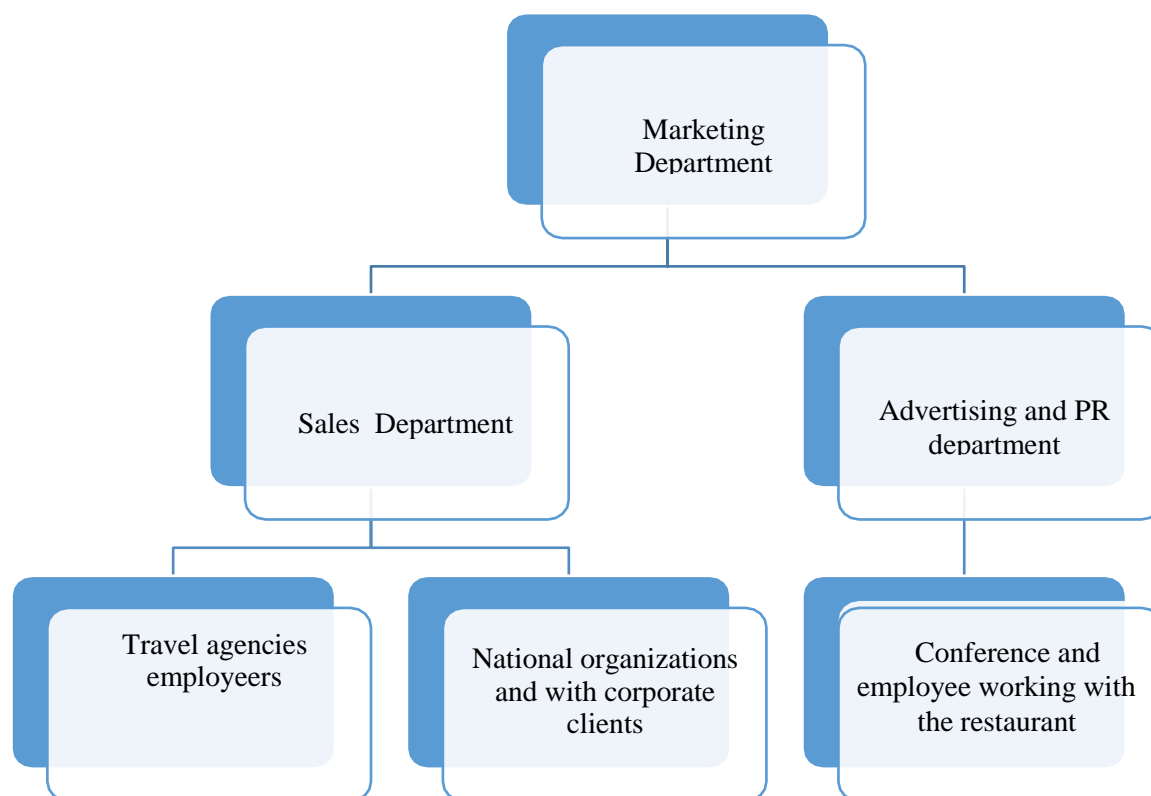 Marketing
Department
Sales  Department
Advertising and PR
department
Travel agencies
employeers
National organizations
and with corporate
clients
Conference and
employee working with
the restaurant